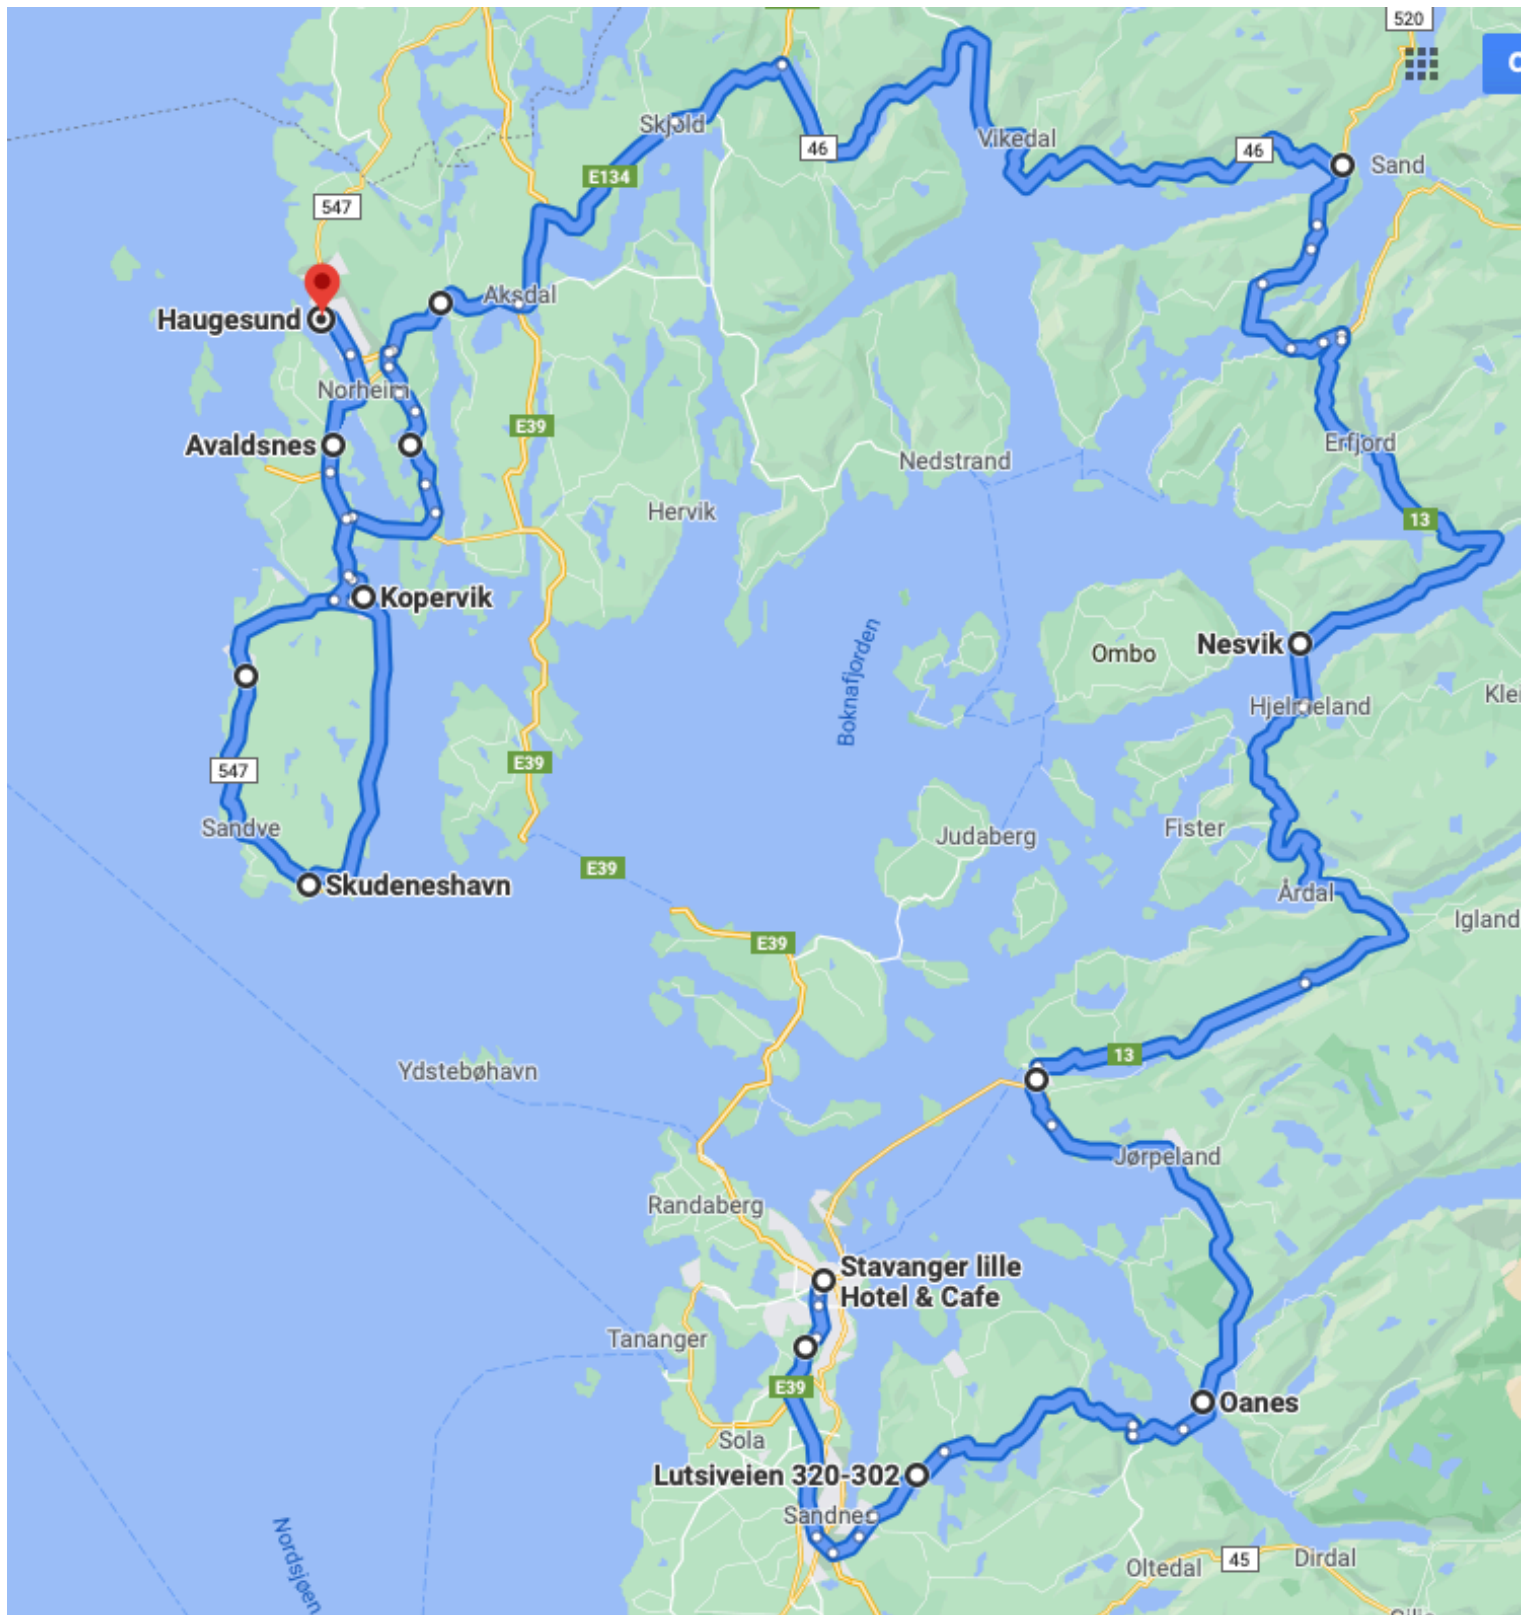 520
Skjold
46
Vikedal
46
Sand
E134
547
Aksdal
Haugesund
Norheim
E39
Avaldsnes
Erfjord
Nedstrand
Hervik
13
Kopervik
Nesvik
Ombo
Boknafjorden
Hjelmeland
Klei
547
E39
Sandve
Fister
Judaberg
E39
Skudeneshavn
Årdal
Igland
E39
13
Ydstebøhavn
Jørpeland
Randaberg
Stavanger lille
Hotel & Cafe
Tananger
E39
Oanes
Sola
Lutsiveien 320-302
Sandnes
Nordsjøen
45
Dirdal
Oltedal